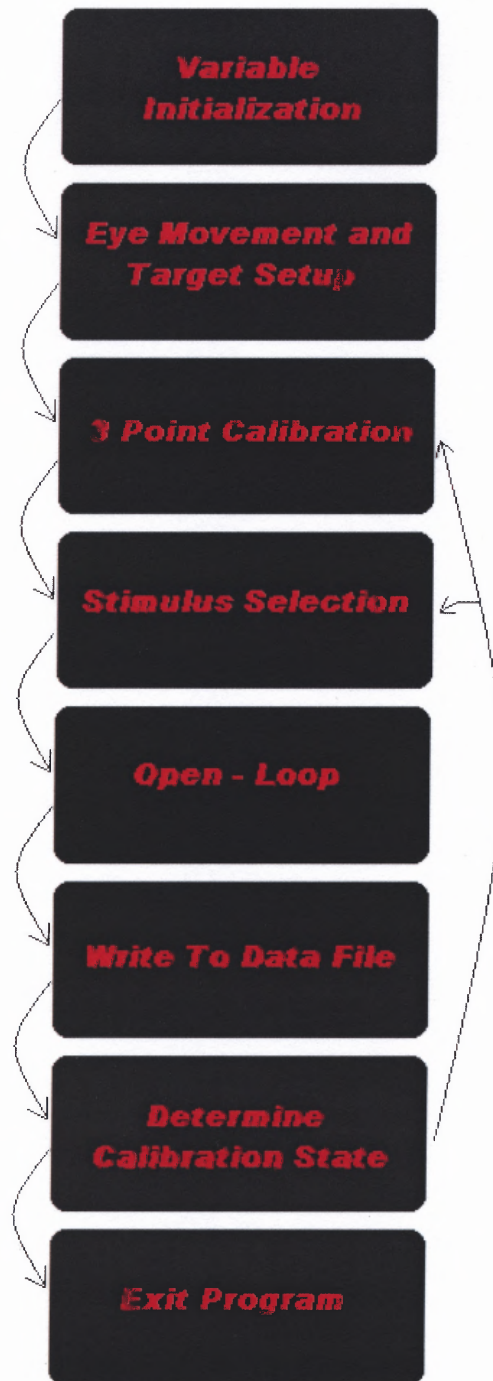 Variable
Initialization
Eye Movement and
Target Setup
3 Point Calibration
Stimulus Selection
Open - Loop
Write To Data File
Determine
Calibration State
Exit Program